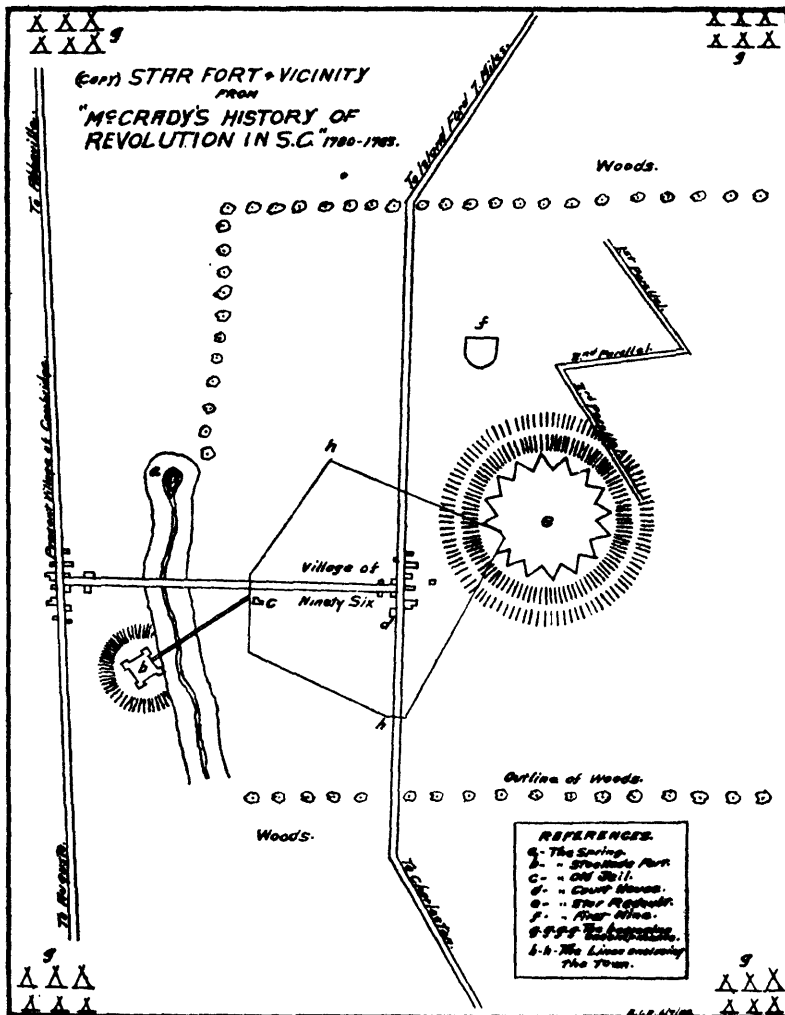 g
g
(COPY) STAR FORT & VICINITY
FROM
"McCRADY'S HISTORY OF
REVOLUTION IN S.C." 1780-1783.
To Abbeville.
To Island Ford 7 Miles.
Woods.
1st Parallel.
2nd Parallel.
3rd Parallel
f
Present Village of Cambridge.
h
a
e
Village of
Ninety Six
c
d
b
h
Outline of Woods.
Woods.
To Augusta.
To Charleston.
REFERENCES.
a- The Spring.
b- " Stockade Fort.
c- " Old Jail.
d- " Court House.
e- " Star Redoubt.
f- " First Mine.
g-g-g-g The
encampments.
h-h- The Lines enclosing
the Town.
g
g